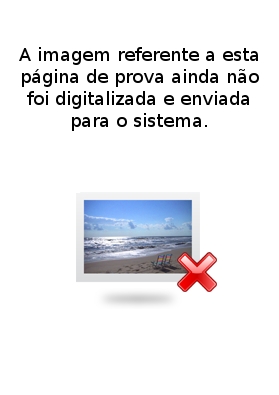 A imagem referente a esta
página de prova ainda não
foi digitalizada e enviada
para o sistema.